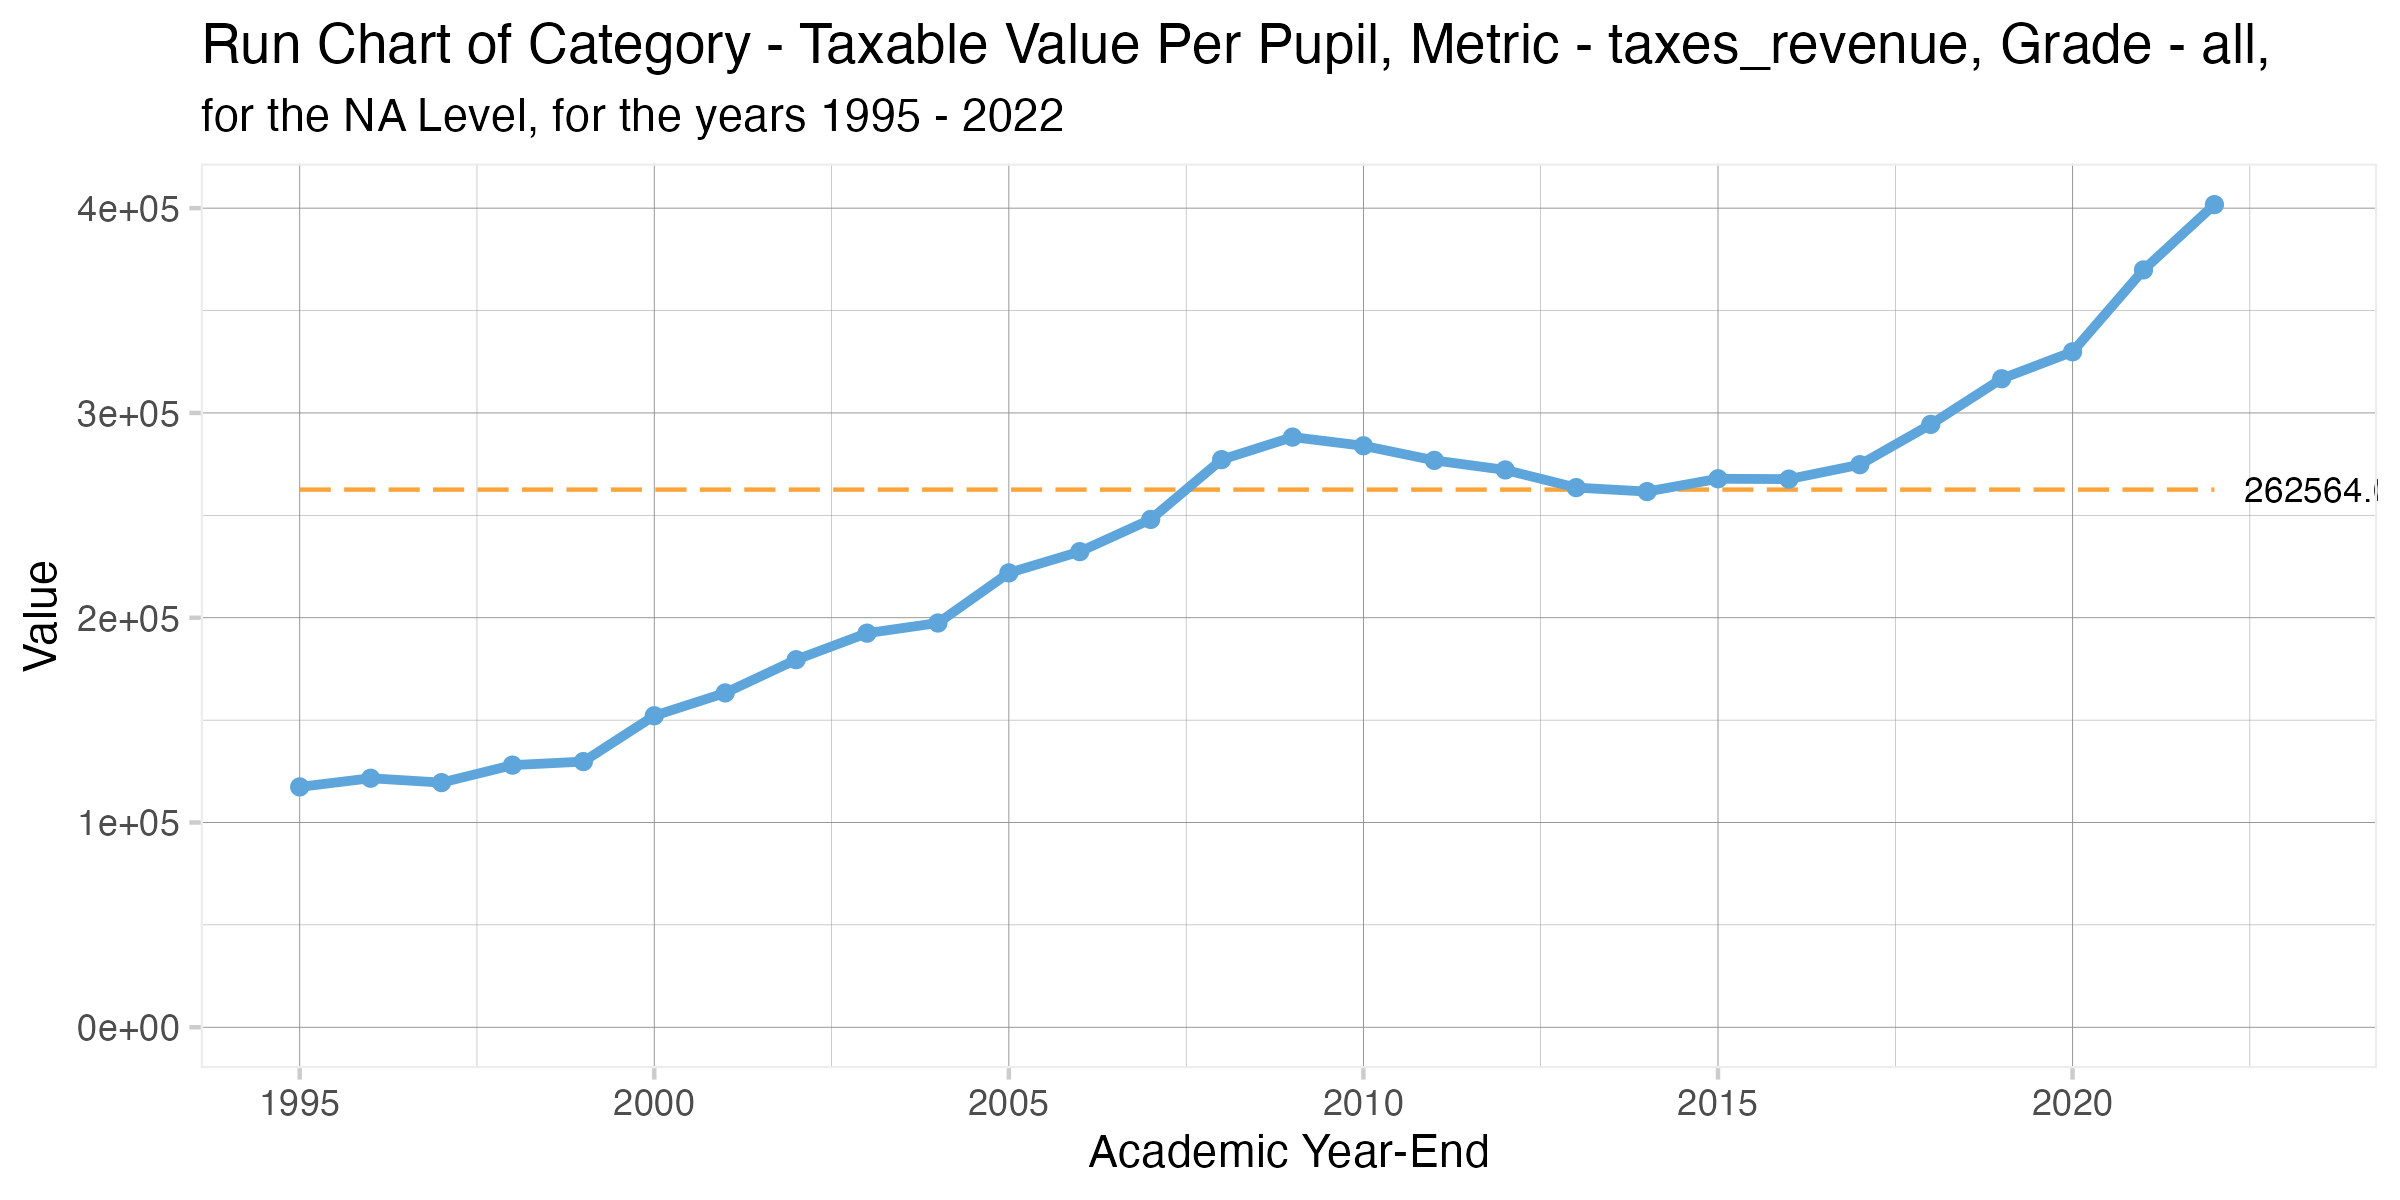 Run Chart of Category - Taxable Value Per Pupil, Metric - taxes_revenue, Grade - all,
for the NA Level, for the years 1995 - 2022
4e+05
3e+05
262564.
2e+05
1e+05
0e+00
Value
1995 2000 2005 2010 2015 2020
Academic Year-End